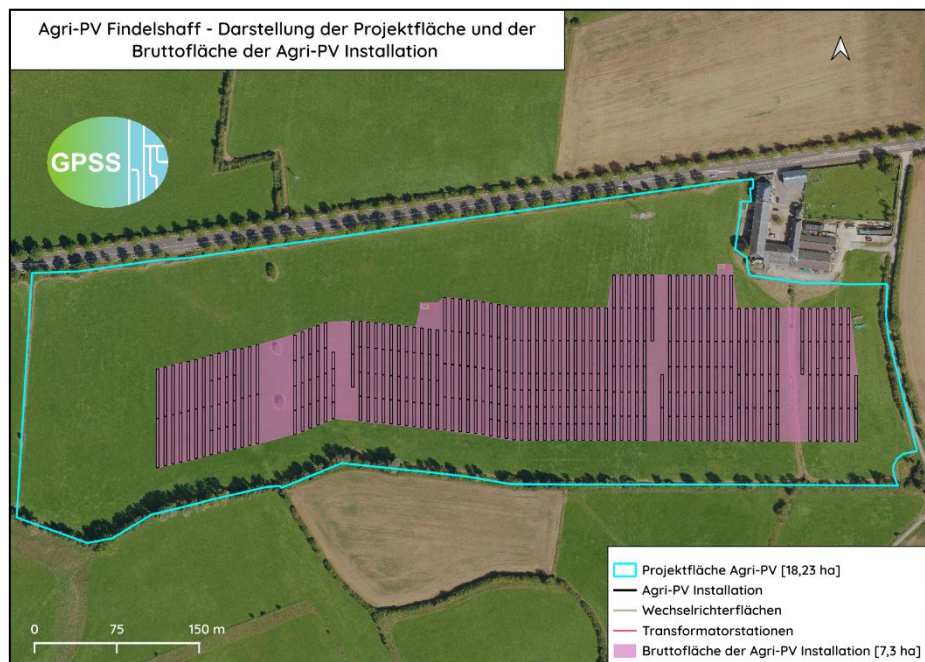 Agri-PV Findelshaff - Darstellung der Projektfläche und der
Bruttofläche der Agri-PV Installation
GPSS
Projektfläche Agri-PV [18,23 ha]
Agri-PV Installation
Wechselrichterflächen
Transformatorstationen
Bruttofläche der Agri-PV Installation [7,3 ha]
0 75 150 m